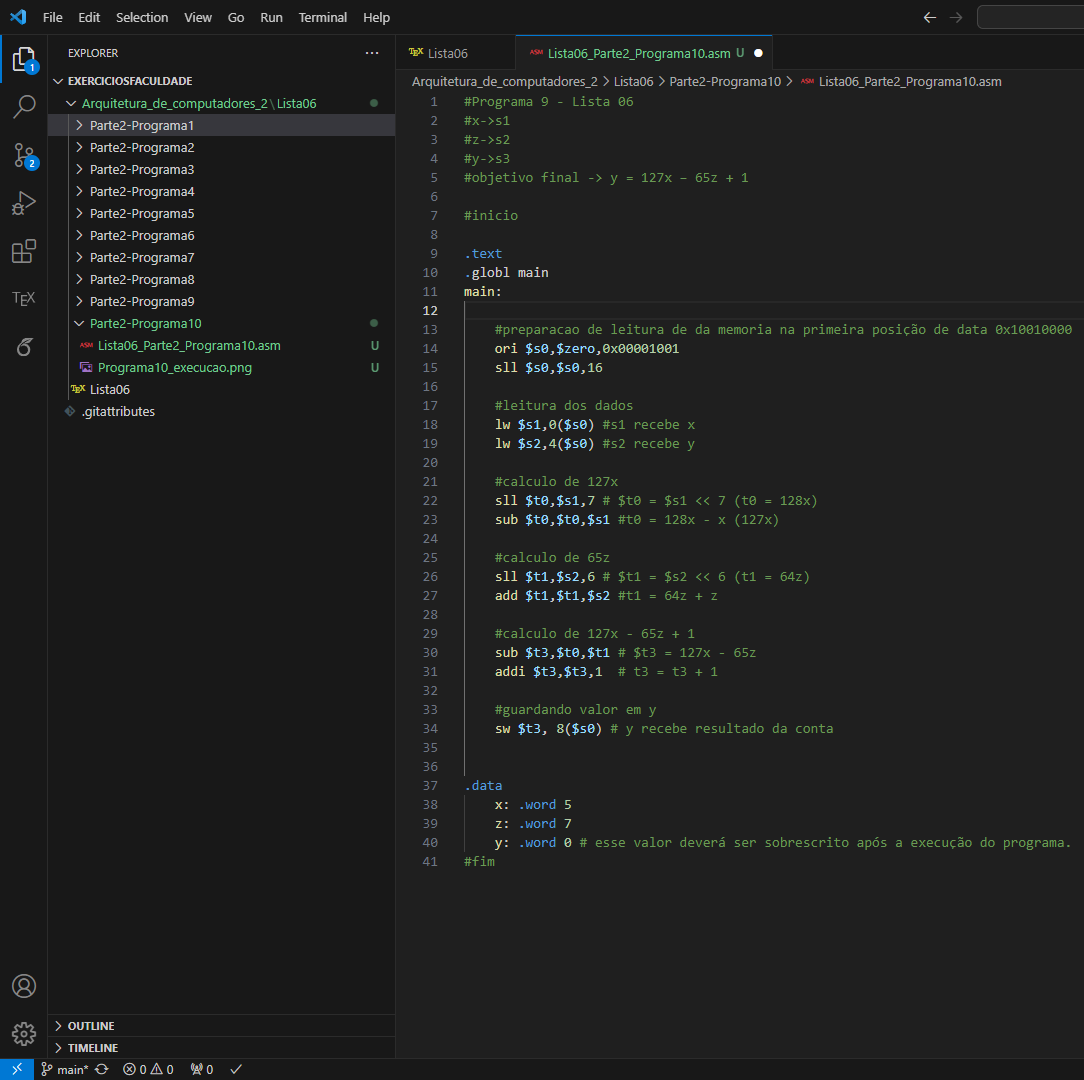 File Edit Selection View Go Run Terminal Help
EXPLORER
EXERCICIOSFACULDADE
Arquitetura_de_computadores_2\Lista06
Parte2-Programa1
Parte2-Programa2
Parte2-Programa3
Parte2-Programa4
Parte2-Programa5
Parte2-Programa6
Parte2-Programa7
Parte2-Programa8
Parte2-Programa9
Parte2-Programa10
ASM Lista06_Parte2_Programa10.asm U
Programa10_execucao.png U
TEX Lista06
.gitattributes
OUTLINE
TIMELINE
1
2
TEX
TEX Lista06
ASM Lista06_Parte2_Programa10.asm U
Arquitetura_de_computadores_2 > Lista06 > Parte2-Programa10 > ASM Lista06_Parte2_Programa10.asm
1 #Programa 9 - Lista 06
2 #x->s1
3 #z->s2
4 #y->s3
5 #objetivo final -> y = 127x – 65z + 1
6
7 #inicio
8
9 .text
10 .globl main
11 main:
12
13 #preparacao de leitura de da memoria na primeira posição de data 0x10010000
14 ori $s0,$zero,0x00001001
15 sll $s0,$s0,16
16
17 #leitura dos dados
18 lw $s1,0($s0) #s1 recebe x
19 lw $s2,4($s0) #s2 recebe y
20
21 #calculo de 127x
22 sll $t0,$s1,7 # $t0 = $s1 << 7 (t0 = 128x)
23 sub $t0,$t0,$s1 #t0 = 128x - x (127x)
24
25 #calculo de 65z
26 sll $t1,$s2,6 # $t1 = $s2 << 6 (t1 = 64z)
27 add $t1,$t1,$s2 #t1 = 64z + z
28
29 #calculo de 127x - 65z + 1
30 sub $t3,$t0,$t1 # $t3 = 127x - 65z
31 addi $t3,$t3,1  # t3 = t3 + 1
32
33 #guardando valor em y
34 sw $t3, 8($s0) # y recebe resultado da conta
35
36
37 .data
38 x: .word 5
39 z: .word 7
40 y: .word 0 # esse valor deverá ser sobrescrito após a execução do programa.
41 #fim
main* 0 0 0